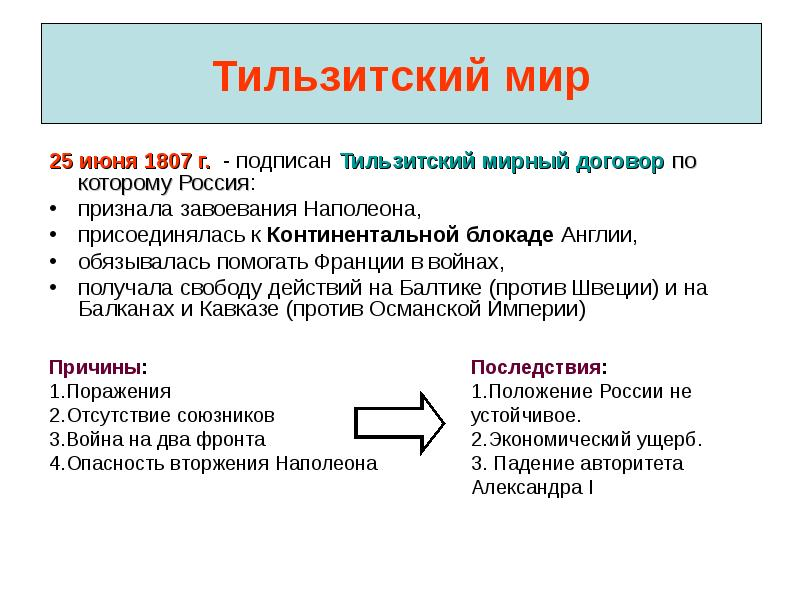 Тильзитский мир
25 июня 1807 г. - подписан Тильзитский мирный договор по
которому Россия:
• признала завоевания Наполеона,
• присоединялась к Континентальной блокаде Англии,
• обязывалась помогать Франции в войнах,
• получала свободу действий на Балтике (против Швеции) и на
Балканах и Кавказе (против Османской Империи)
Причины:
1.Поражения
2.Отсутствие союзников
3.Война на два фронта
4.Опасность вторжения Наполеона
Последствия:
1.Положение России не
устойчивое.
2.Экономический ущерб.
3. Падение авторитета
Александра I